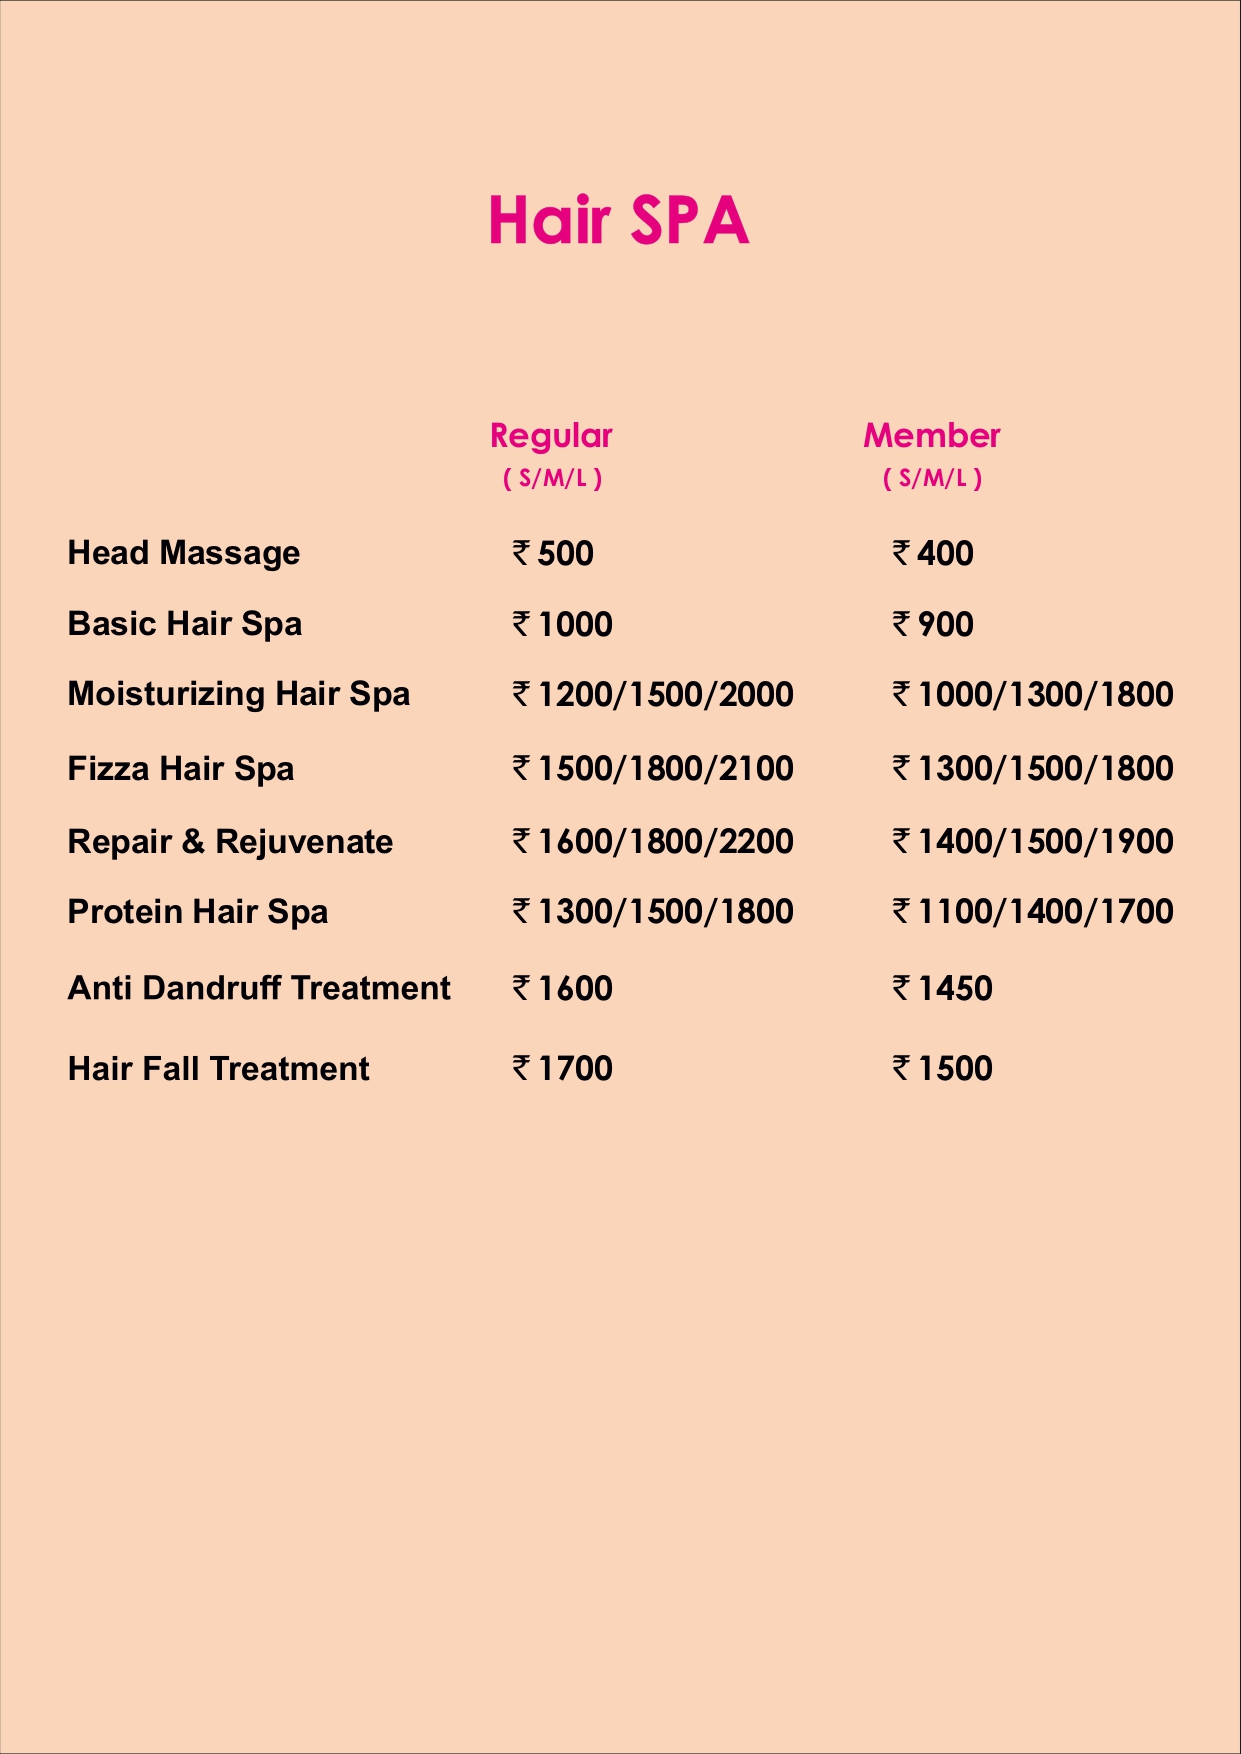 Hair SPA
Regular Member
( S/M/L ) ( S/M/L )
Head Massage ₹ 500 ₹ 400
Basic Hair Spa ₹ 1000 ₹ 900
Moisturizing Hair Spa ₹ 1200/1500/2000 ₹ 1000/1300/1800
Fizza Hair Spa ₹ 1500/1800/2100 ₹ 1300/1500/1800
Repair & Rejuvenate ₹ 1600/1800/2200 ₹ 1400/1500/1900
Protein Hair Spa ₹ 1300/1500/1800 ₹ 1100/1400/1700
Anti Dandruff Treatment ₹ 1600 ₹ 1450
Hair Fall Treatment ₹ 1700 ₹ 1500